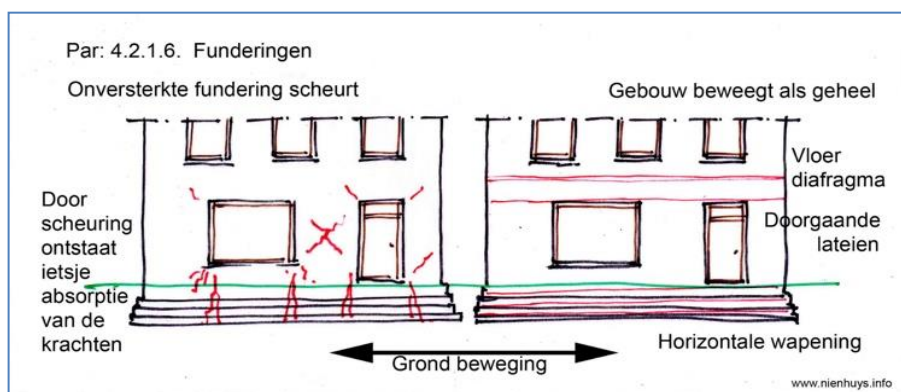 Par: 4.2.1.6. Funderingen
Onversterkte fundering scheurt
Gebouw beweegt als geheel
Door
scheuring
ontstaat
ietsje
absorptie
van de
krachten
Vloer
diafragma
Doorgaande
lateien
Horizontale wapening
Grond beweging
www.nienhuys.info